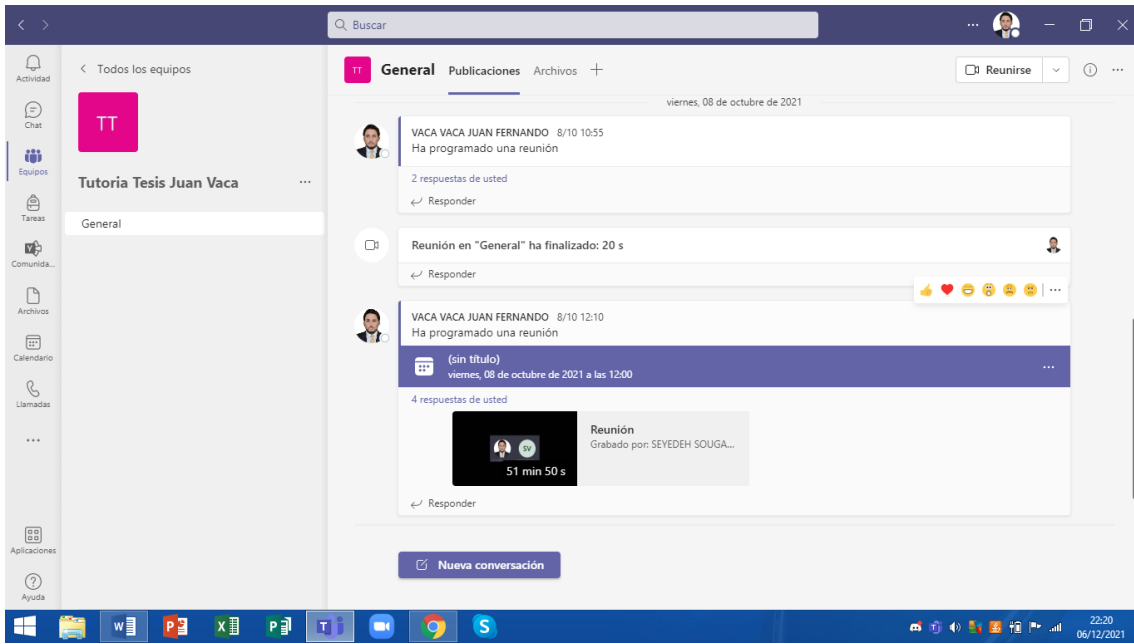 Buscar
Actividad
Chat
Equipos
Tareas
Comunida...
Archivos
Calendario
Llamadas
Aplicaciones
Ayuda
Todos los equipos
TT
Tutoria Tesis Juan Vaca
General
TT
General Publicaciones Archivos
Reunirse
viernes, 08 de octubre de 2021
VACA VACA JUAN FERNANDO 8/10 10:55
Ha programado una reunión
2 respuestas de usted
Responder
Reunión en "General" ha finalizado: 20 s
Responder
VACA VACA JUAN FERNANDO 8/10 12:10
Ha programado una reunión
(sin título)
viernes, 08 de octubre de 2021 a las 12:00
4 respuestas de usted
SV
51 min 50 s
Reunión
Grabado por: SEYEDEH SOUGA...
Responder
Nueva conversación
22:20
06/12/2021